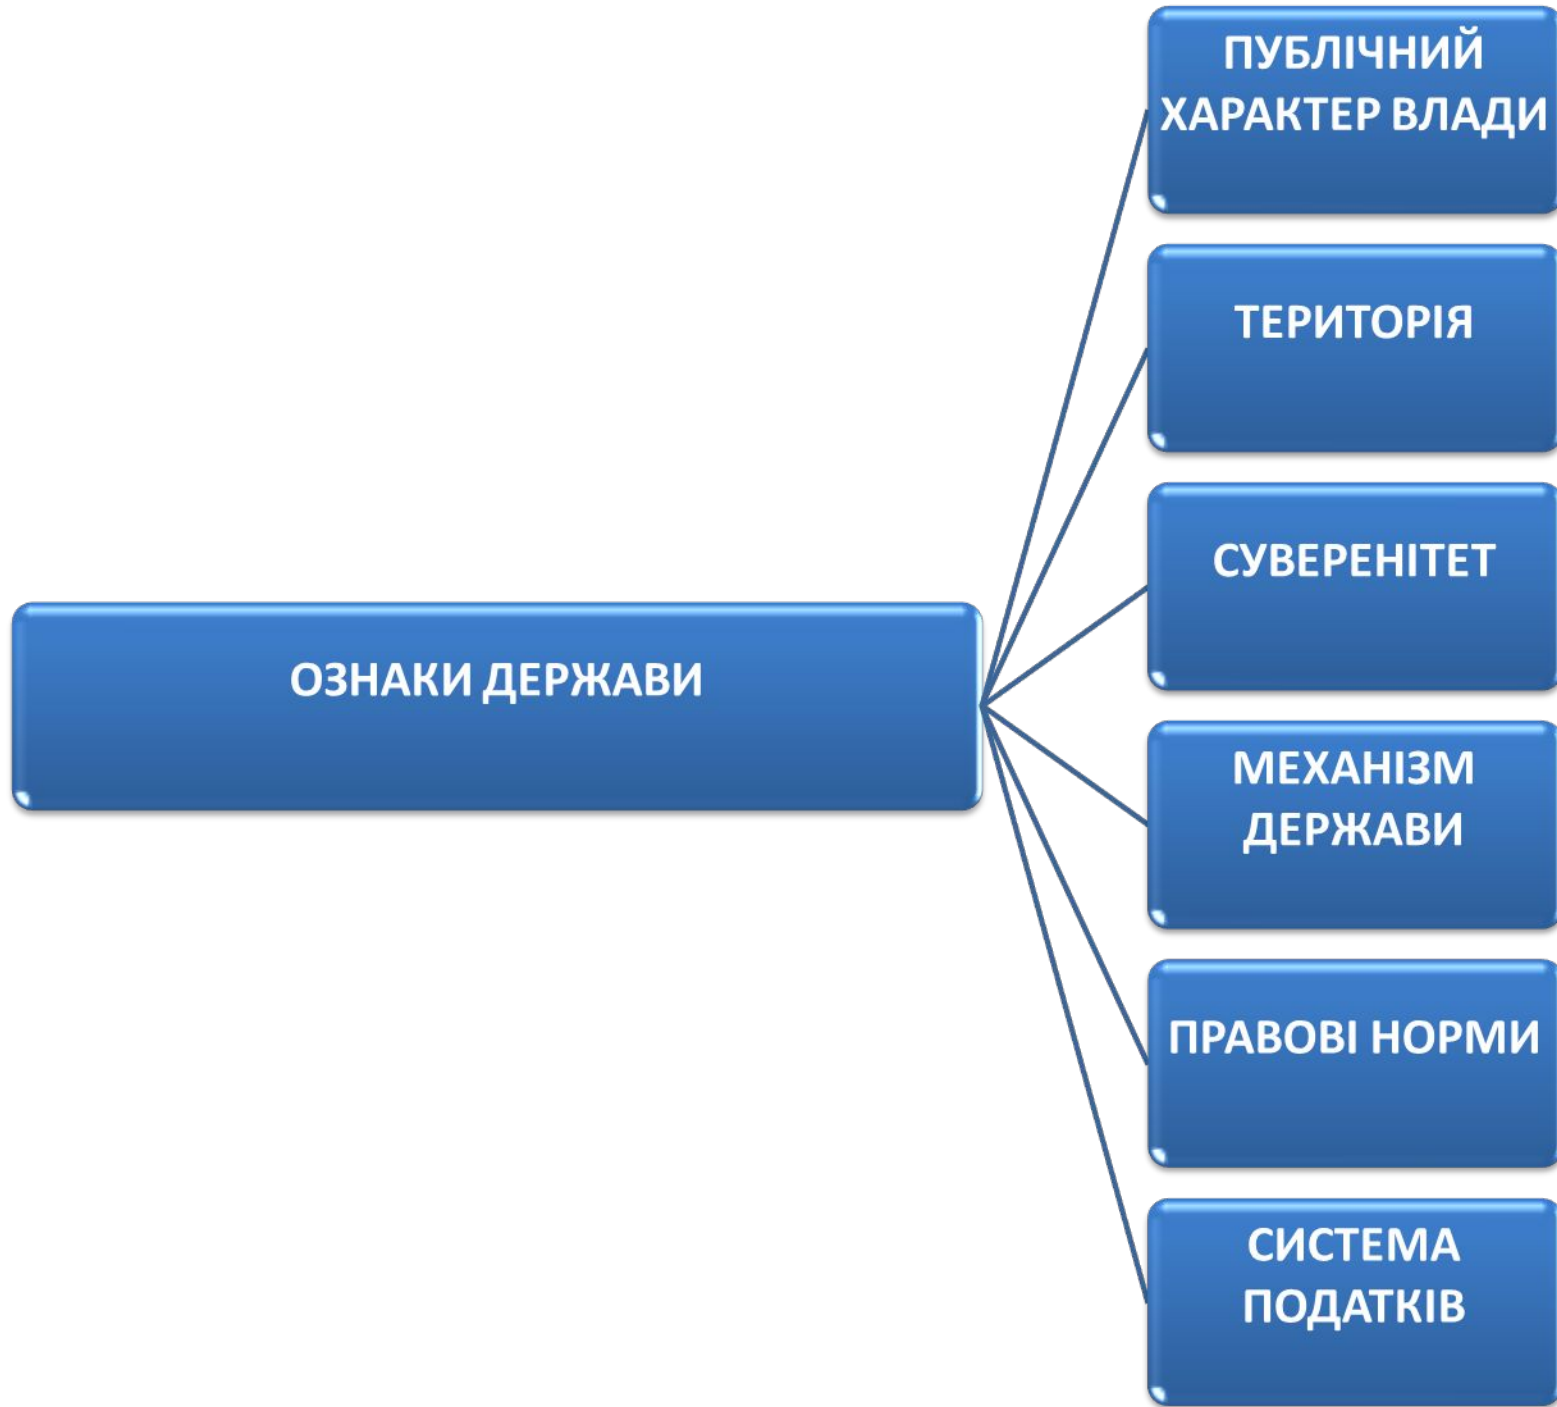 ПУБЛІЧНИЙ
ХАРАКТЕР ВЛАДИ
ТЕРИТОРІЯ
СУВЕРЕНІТЕТ
ОЗНАКИ ДЕРЖАВИ
МЕХАНІЗМ
ДЕРЖАВИ
ПРАВОВІ НОРМИ
СИСТЕМА
ПОДАТКІВ